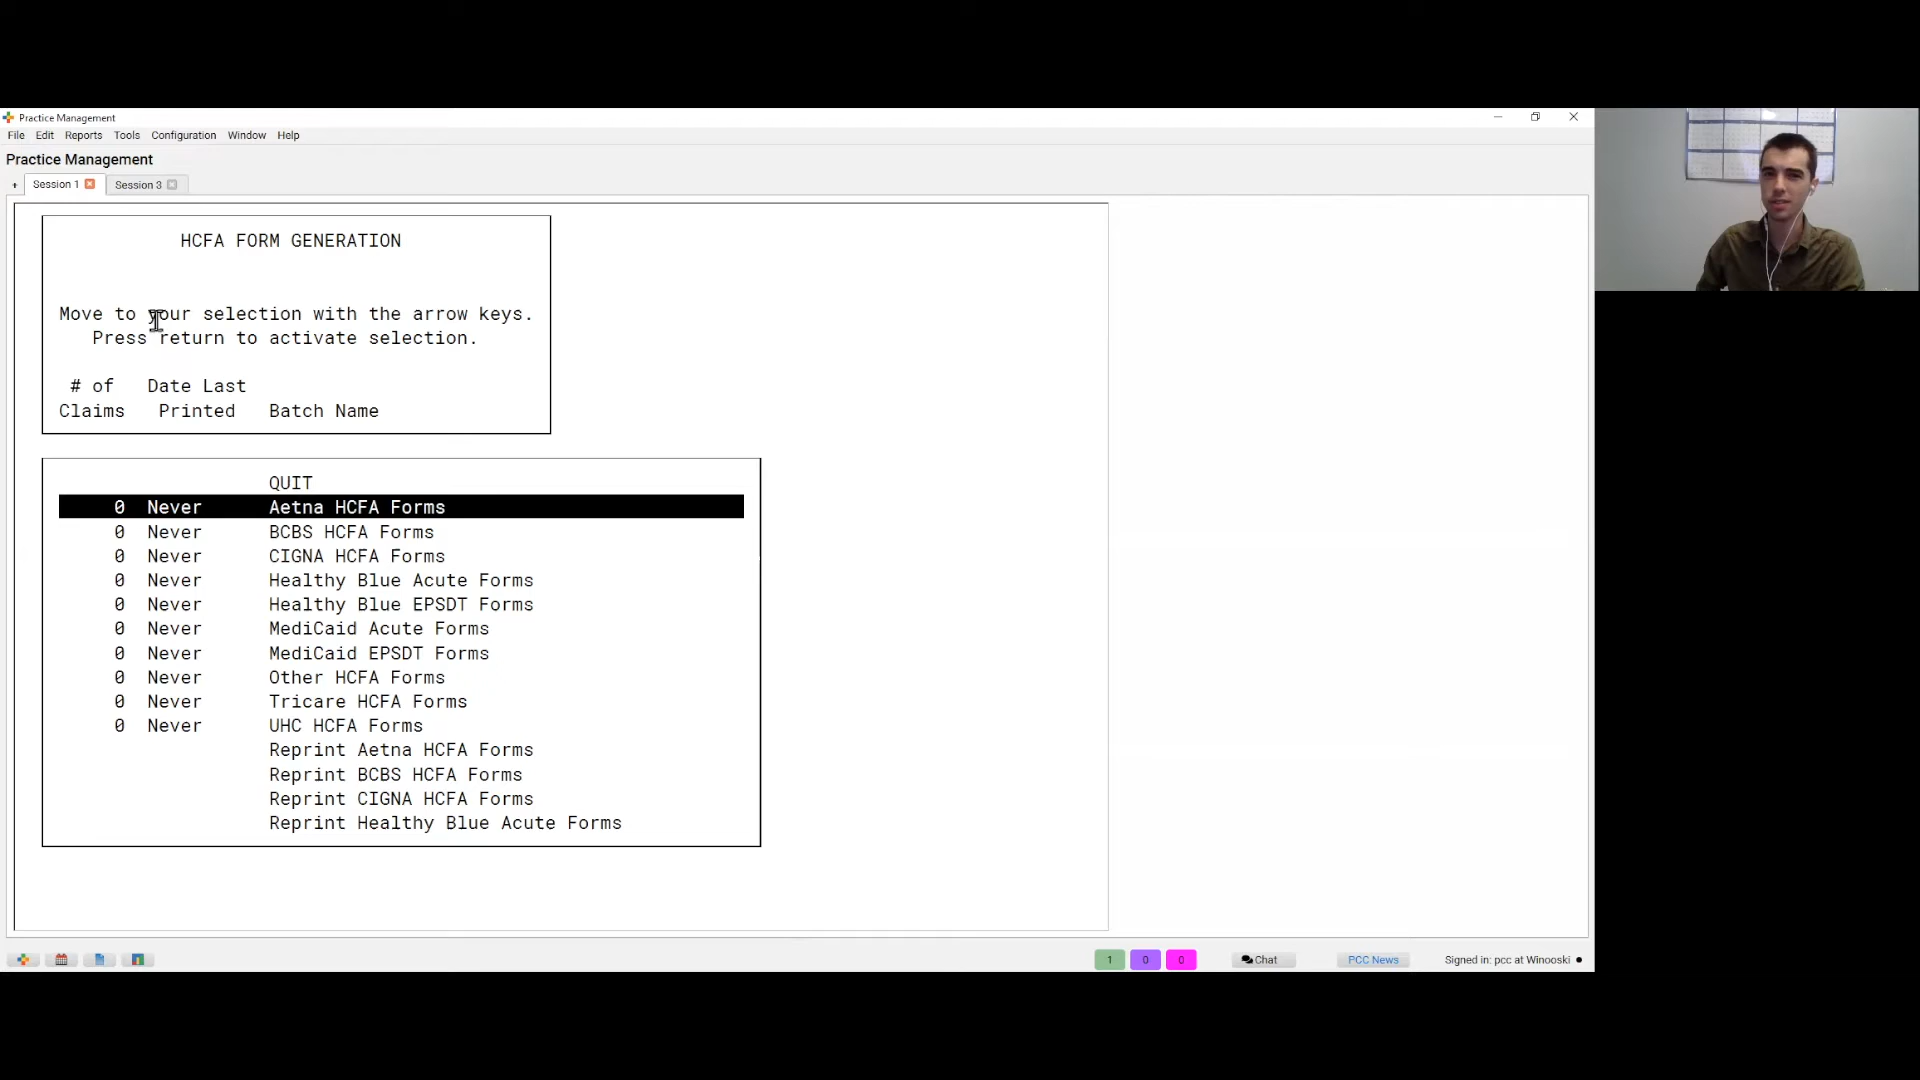 Practice Management
File Edit Reports Tools Configuration Window Help
Practice Management
+ Session 1 Session 3
HCFA FORM GENERATION
Move to your selection with the arrow keys.
Press return to activate selection.
# of Date Last
Claims Printed Batch Name
QUIT
0 Never Aetna HCFA Forms
0 Never BCBS HCFA Forms
0 Never CIGNA HCFA Forms
0 Never Healthy Blue Acute Forms
0 Never Healthy Blue EPSDT Forms
0 Never MediCaid Acute Forms
0 Never MediCaid EPSDT Forms
0 Never Other HCFA Forms
0 Never Tricare HCFA Forms
0 Never UHC HCFA Forms
Reprint Aetna HCFA Forms
Reprint BCBS HCFA Forms
Reprint CIGNA HCFA Forms
Reprint Healthy Blue Acute Forms
1 0 0 Chat PCC News Signed in: pcc at Winooski